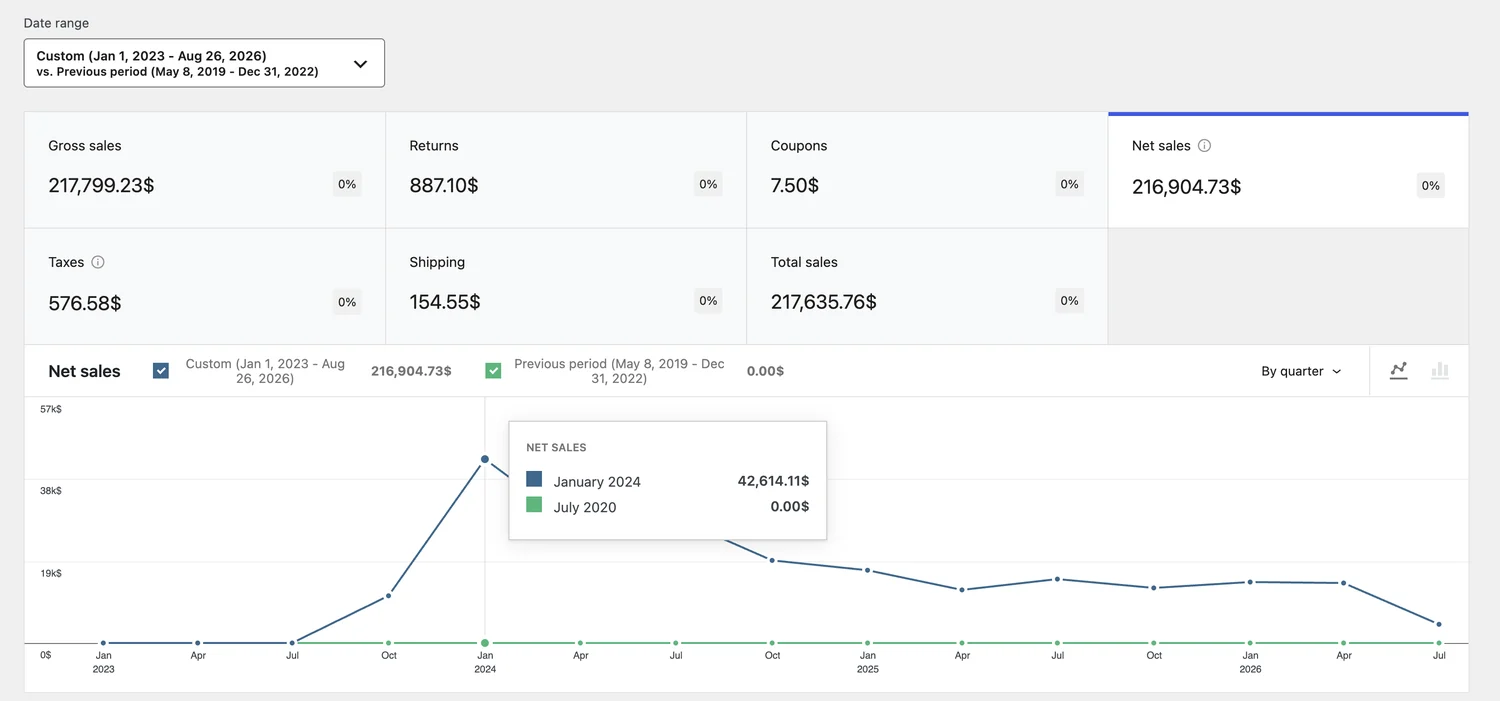 Date range
Custom (Jan 1, 2023 - Aug 26, 2026)
vs. Previous period (May 8, 2019 - Dec 31, 2022)
Gross sales
217,799.23$
0%
Returns
887.10$
0%
Coupons
7.50$
0%
Net sales
216,904.73$
0%
Taxes
576.58$
0%
Shipping
154.55$
0%
Total sales
217,635.76$
0%
Net sales
Custom (Jan 1, 2023 - Aug
26, 2026)
216,904.73$
Previous period (May 8, 2019 - Dec
31, 2022)
0.00$
By quarter
57k$
38k$
19k$
0$
NET SALES
January 2024 42,614.11$
July 2020 0.00$
Jan Apr Jul Oct Jan Apr Jul Oct Jan Apr Jul Oct Jan Apr Jul
2023 2024 2025 2026